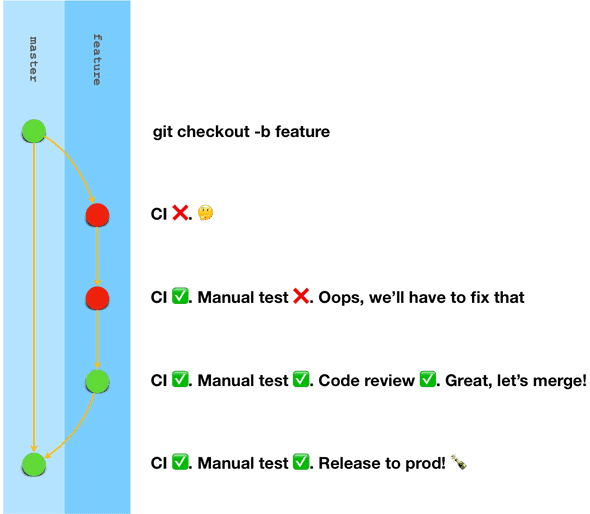 master
feature
git checkout -b feature
CI ❌. 🤔
CI ✅. Manual test ❌. Oops, we’ll have to fix that
CI ✅. Manual test ✅. Code review ✅. Great, let’s merge!
CI ✅. Manual test ✅. Release to prod! 🍾